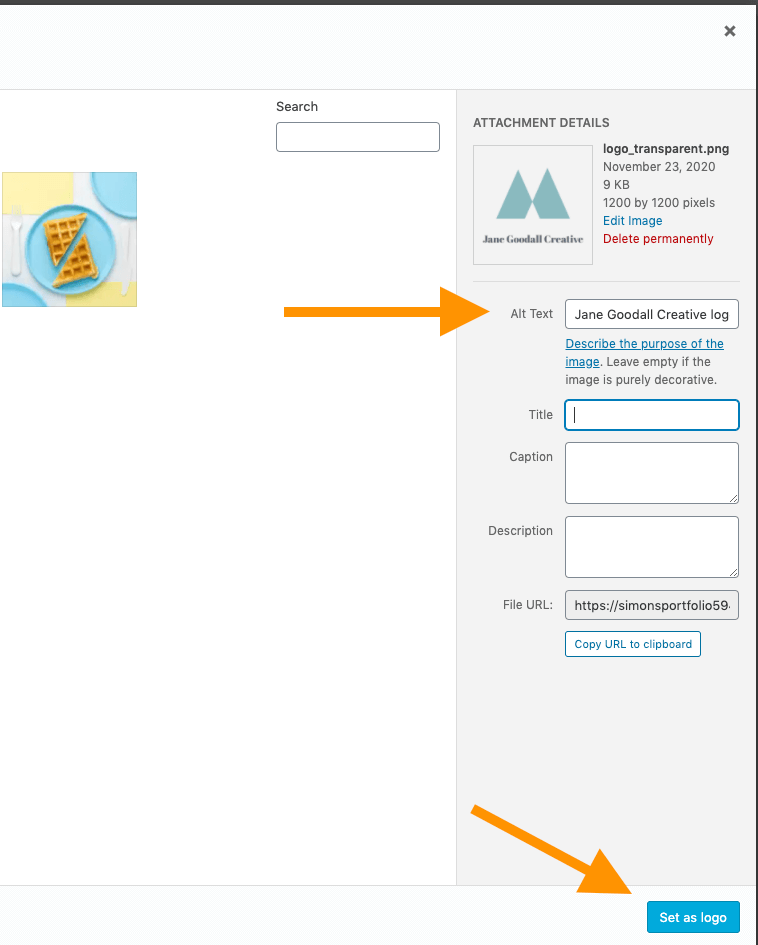 Search
ATTACHMENT DETAILS
logo_transparent.png
November 23, 2020
9 KB
1200 by 1200 pixels
Edit Image
Delete permanently
Jane Goodall Creative
Alt Text
Jane Goodall Creative log
Describe the purpose of the
image. Leave empty if the
image is purely decorative.
Title
Caption
Description
File URL:
https://simonsportfolio59
Copy URL to clipboard
Set as logo